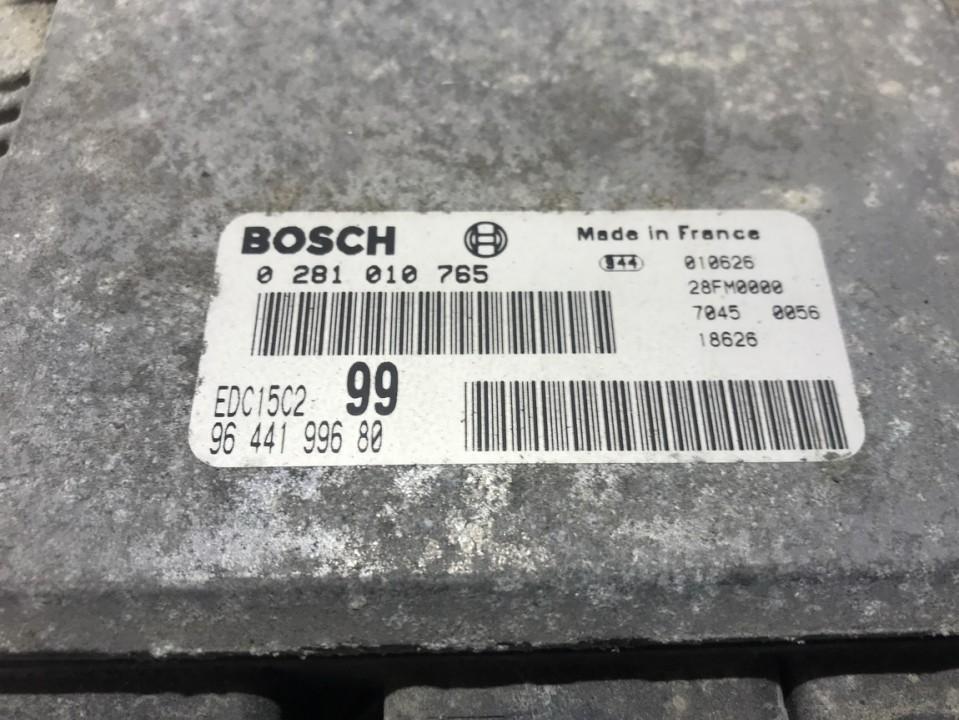 BOSCH
Made in France
0 281 010 765
344 010626
28FM0000
7045 0056
18626
EDC15C2 99
96 441 996 80